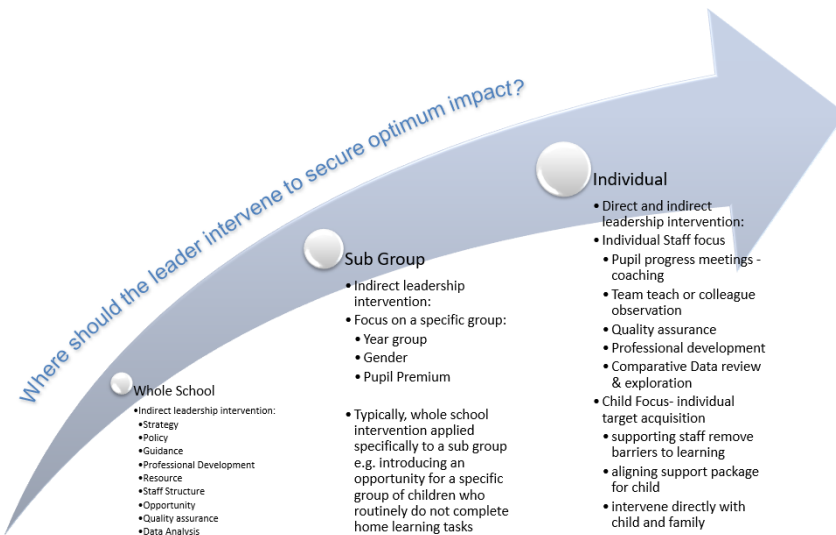 Where should the leader intervene to secure optimum impact?
Whole School
•Indirect leadership intervention:
•Strategy
•Policy
•Guidance
•Professional Development
•Resource
•Staff Structure
•Opportunity
•Quality assurance
•Data Analysis
Sub Group
•Indirect leadership
intervention:
•Focus on a specific group:
•Year group
•Gender
•Pupil Premium
•Typically, whole school
intervention applied
specifically to a sub group
e.g. introducing an
opportunity for a specific
group of children who
routinely do not complete
home learning tasks
Individual
•Direct and indirect
leadership intervention:
•Individual Staff focus
•Pupil progress meetings -
coaching
•Team teach or colleague
observation
•Quality assurance
•Professional development
•Comparative Data review
& exploration
•Child Focus- individual
target acquisition
•supporting staff remove
barriers to learning
•aligning support package
for child
•intervene directly with
child and family